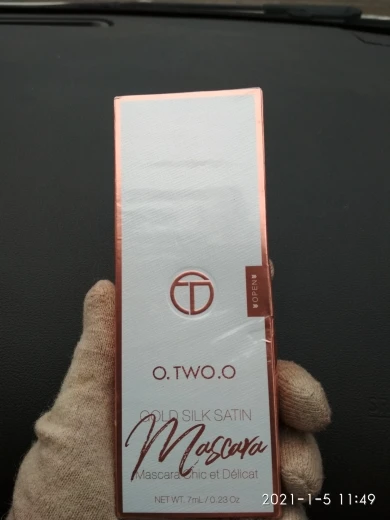 OPEN
O.TWO.O
GOLD SILK SATIN
Mascara
Mascara Chic et Délicat
NET WT. 7mL / 0.23 Oz
2021-1-5 11:49